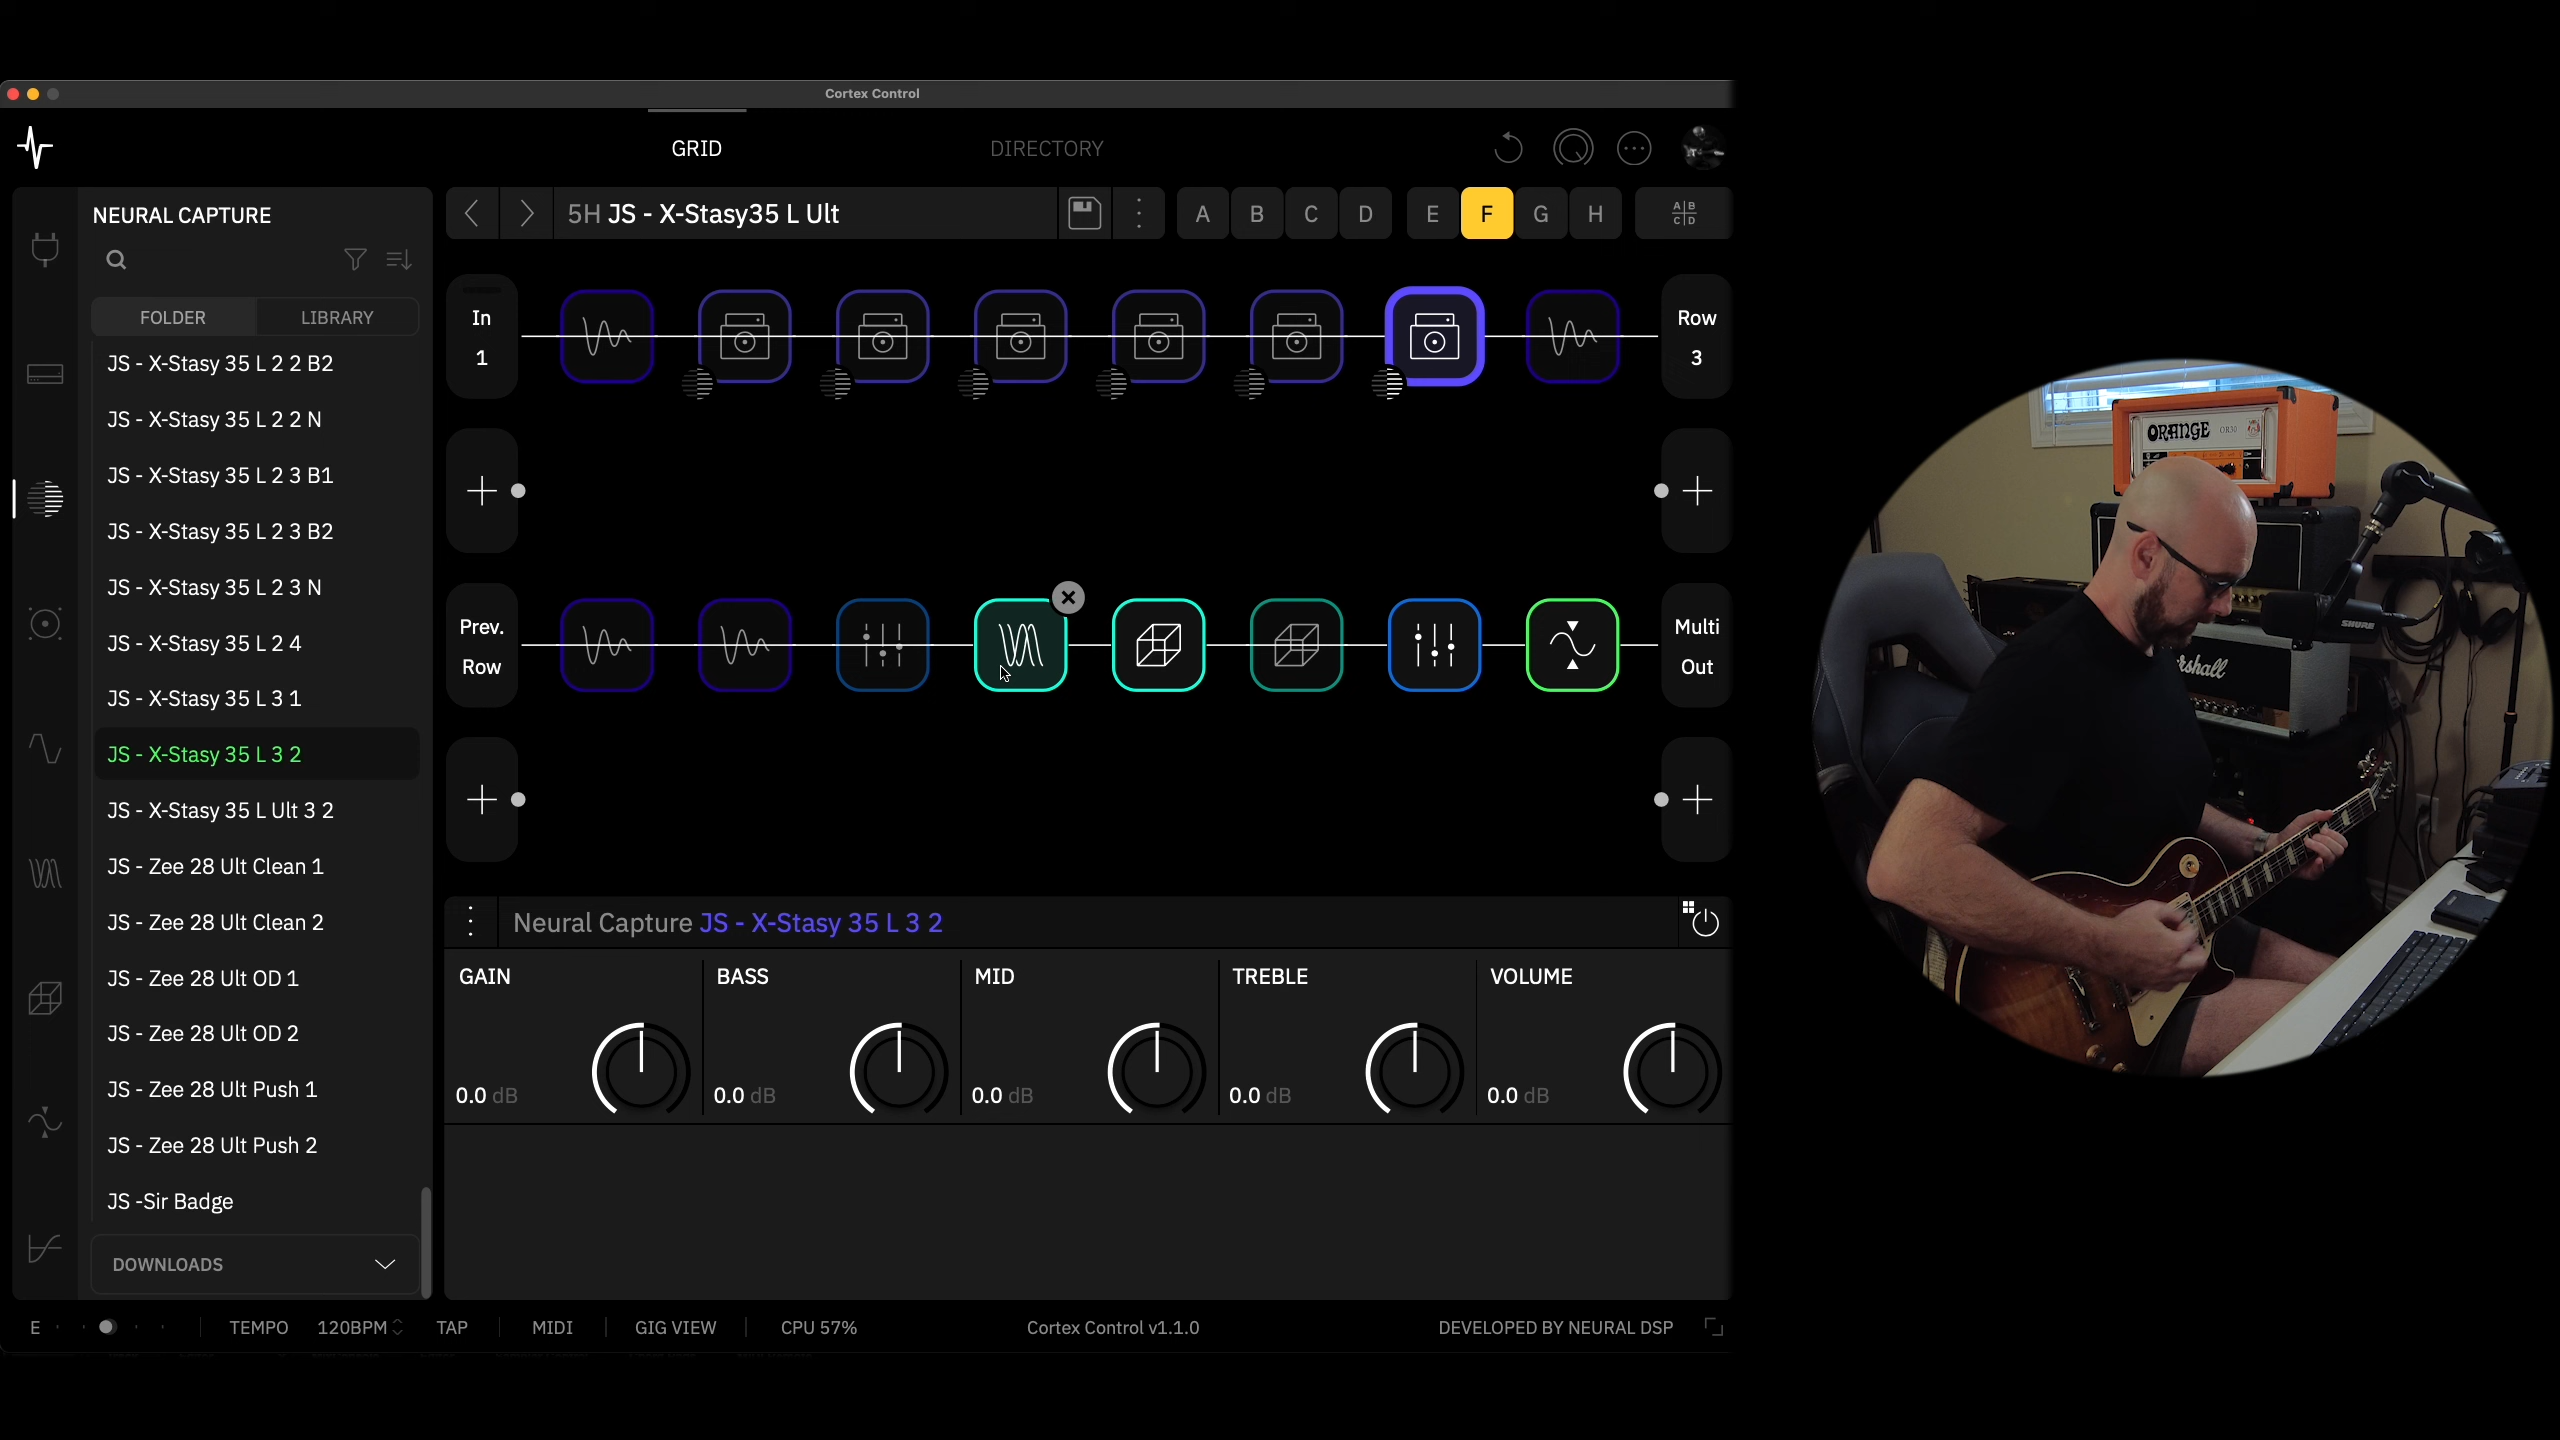 Cortex Control
GRID
DIRECTORY
NEURAL CAPTURE
FOLDER
LIBRARY
JS - X-Stasy 35 L 2 2 B2
JS - X-Stasy 35 L 2 2 N
JS - X-Stasy 35 L 2 3 B1
JS - X-Stasy 35 L 2 3 B2
JS - X-Stasy 35 L 2 3 N
JS - X-Stasy 35 L 2 4
JS - X-Stasy 35 L 3 1
JS - X-Stasy 35 L 3 2
JS - X-Stasy 35 L Ult 3 2
JS - Zee 28 Ult Clean 1
JS - Zee 28 Ult Clean 2
JS - Zee 28 Ult OD 1
JS - Zee 28 Ult OD 2
JS - Zee 28 Ult Push 1
JS - Zee 28 Ult Push 2
JS -Sir Badge
DOWNLOADS
5H JS - X-Stasy35 L Ult
A B C D E F G H
A B
C D
In
1
Row
3
Prev.
Row
Multi
Out
Neural Capture JS - X-Stasy 35 L 3 2
GAIN
0.0 dB
BASS
0.0 dB
MID
0.0 dB
TREBLE
0.0 dB
VOLUME
0.0 dB
E
TEMPO
120BPM
TAP
MIDI
GIG VIEW
CPU 57%
Cortex Control v1.1.0
DEVELOPED BY NEURAL DSP
ORANGE
OR30
SHURE
Marshall